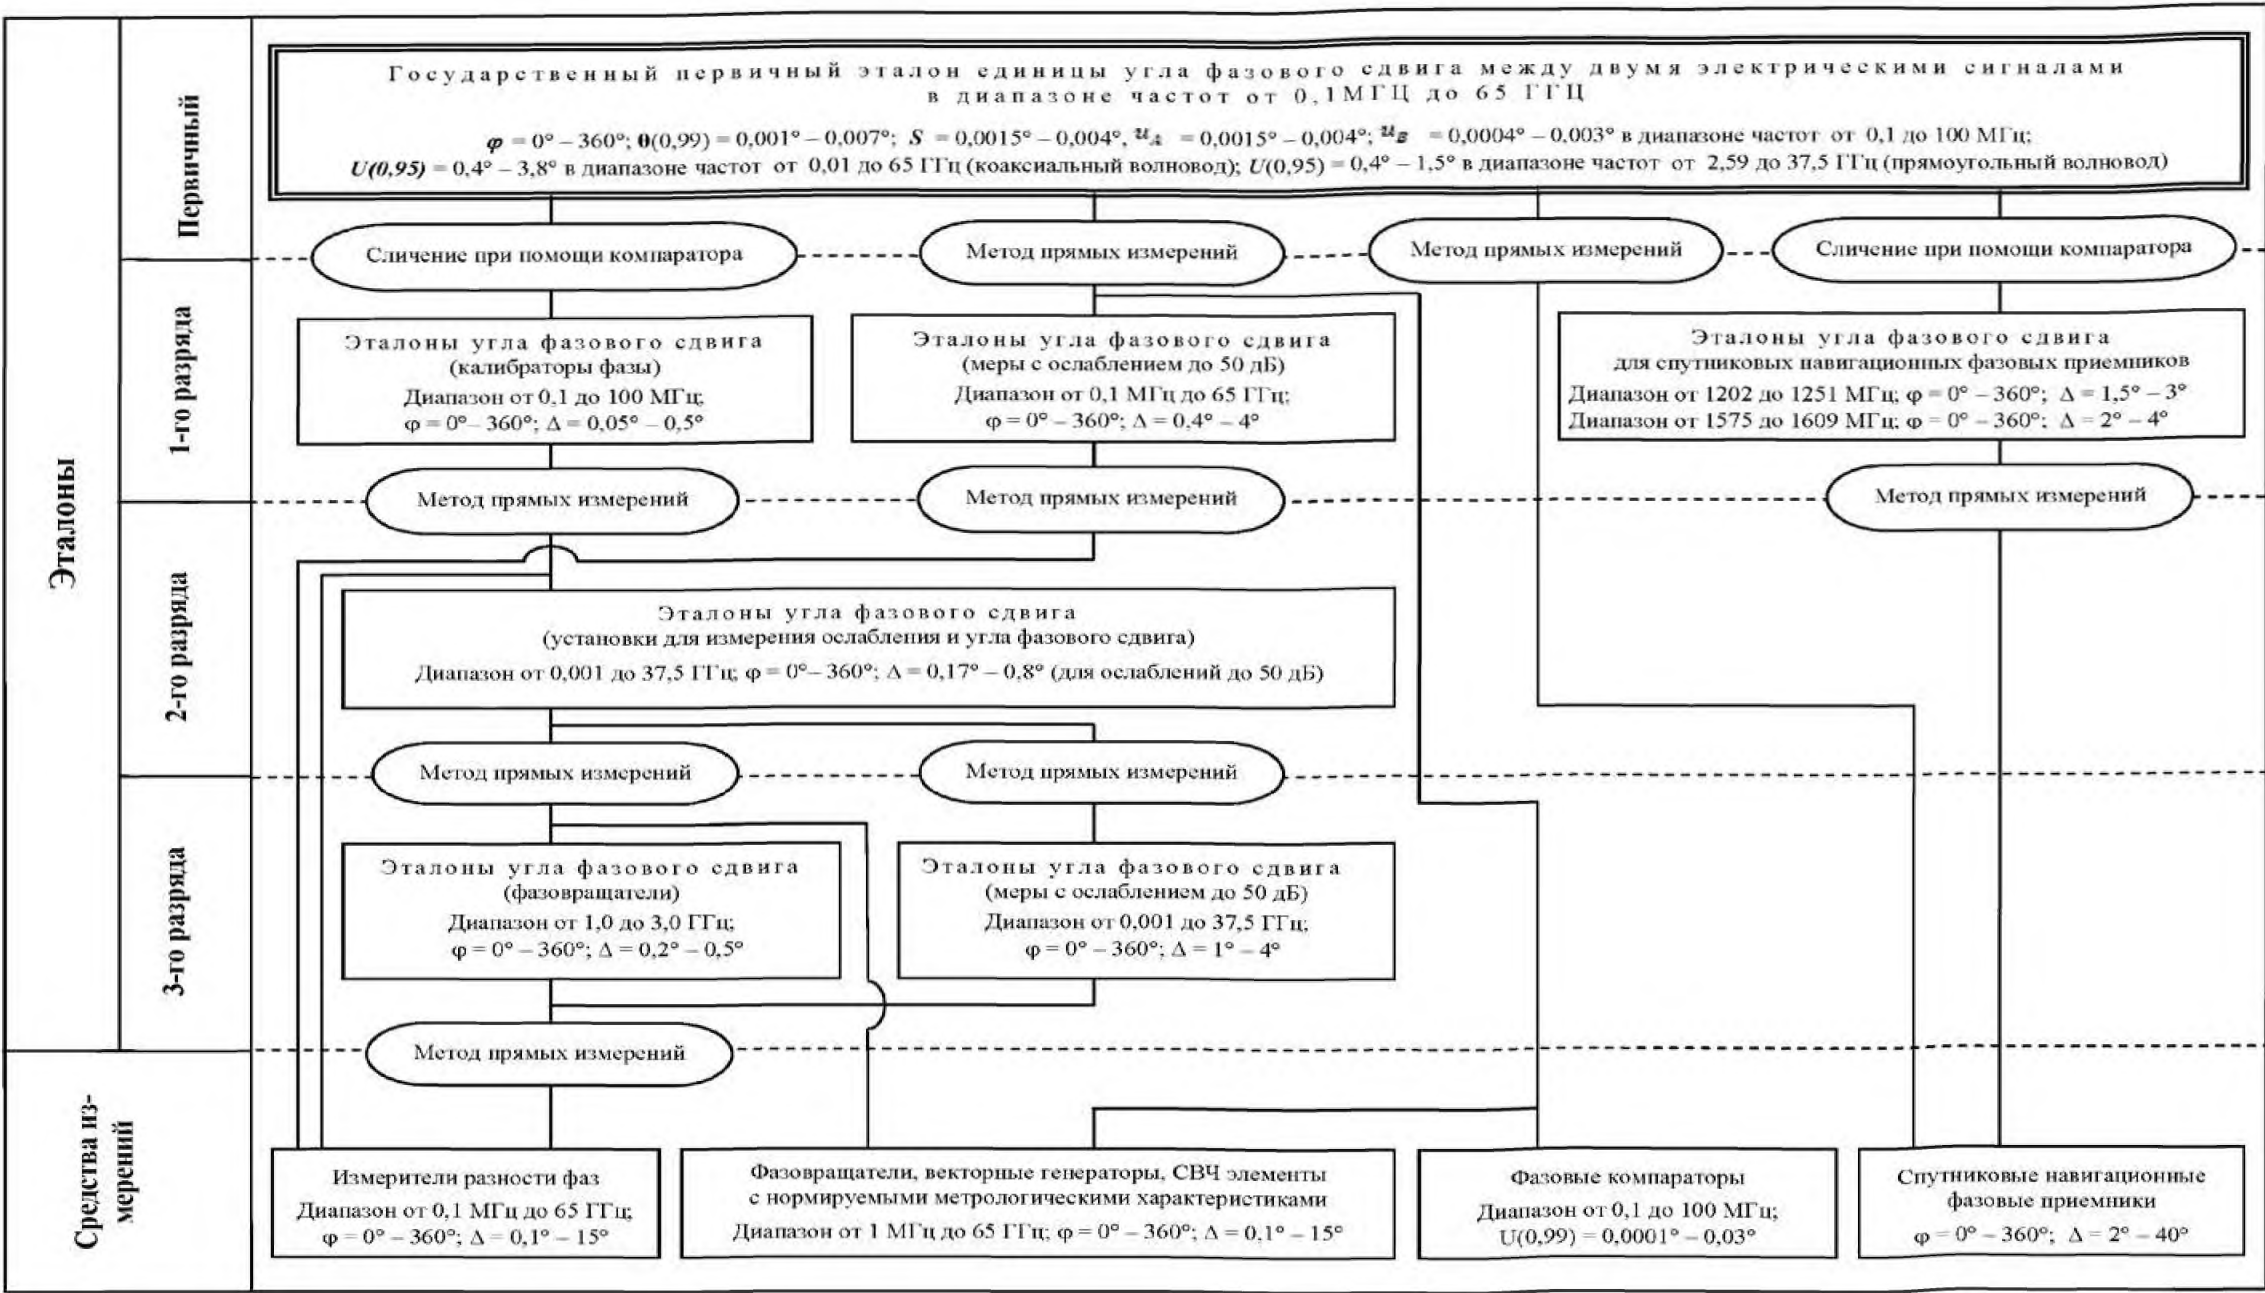 Эталоны
Первичный
1-го разряда
2-го разряда
3-го разряда
Средства из-
мерений
Государственный первичный эталон единицы угла фазового сдвига между двумя электрическими сигналами
в диапазоне частот от 0,1МГЦ до 65 ГГЦ
φ = 0° – 360°; θ(0,99) = 0,001° – 0,007°; S = 0,0015° – 0,004°, u_A = 0,0015° – 0,004°; u_B = 0,0004° – 0,003° в диапазоне частот от 0,1 до 100 МГц;
U(0,95) = 0,4° – 3,8° в диапазоне частот от 0,01 до 65 ГГц (коаксиальный волновод); U(0,95) = 0,4° – 1,5° в диапазоне частот от 2,59 до 37,5 ГГц (прямоугольный волновод)
Сличение при помощи компаратора
Метод прямых измерений
Метод прямых измерений
Сличение при помощи компаратора
Эталоны угла фазового сдвига
(калибраторы фазы)
Диапазон от 0,1 до 100 МГц;
φ = 0°– 360°; Δ = 0,05° – 0,5°
Эталоны угла фазового сдвига
(меры с ослаблением до 50 дБ)
Диапазон от 0,1 МГц до 65 ГГц;
φ = 0° – 360°; Δ = 0,4° – 4°
Эталоны угла фазового сдвига
для спутниковых навигационных фазовых приемников
Диапазон от 1202 до 1251 МГц; φ = 0° – 360°; Δ = 1,5° – 3°
Диапазон от 1575 до 1609 МГц; φ = 0° – 360°; Δ = 2° – 4°
Метод прямых измерений
Метод прямых измерений
Метод прямых измерений
Эталоны угла фазового сдвига
(установки для измерения ослабления и угла фазового сдвига)
Диапазон от 0,001 до 37,5 ГГц; φ = 0°– 360°; Δ = 0,17° – 0,8° (для ослаблений до 50 дБ)
Метод прямых измерений
Метод прямых измерений
Эталоны угла фазового сдвига
(фазовращатели)
Диапазон от 1,0 до 3,0 ГГц;
φ = 0° – 360°; Δ = 0,2° – 0,5°
Эталоны угла фазового сдвига
(меры с ослаблением до 50 дБ)
Диапазон от 0,001 до 37,5 ГГц;
φ = 0° – 360°; Δ = 1° – 4°
Метод прямых измерений
Измерители разности фаз
Диапазон от 0,1 МГц до 65 ГГц;
φ = 0° – 360°; Δ = 0,1° – 15°
Фазовращатели, векторные генераторы, СВЧ элементы
с нормируемыми метрологическими характеристиками
Диапазон от 1 МГц до 65 ГГц; φ = 0° – 360°; Δ = 0,1° – 15°
Фазовые компараторы
Диапазон от 0,1 до 100 МГц;
U(0,99) = 0,0001° – 0,03°
Спутниковые навигационные
фазовые приемники
φ = 0° – 360°; Δ = 2° – 40°